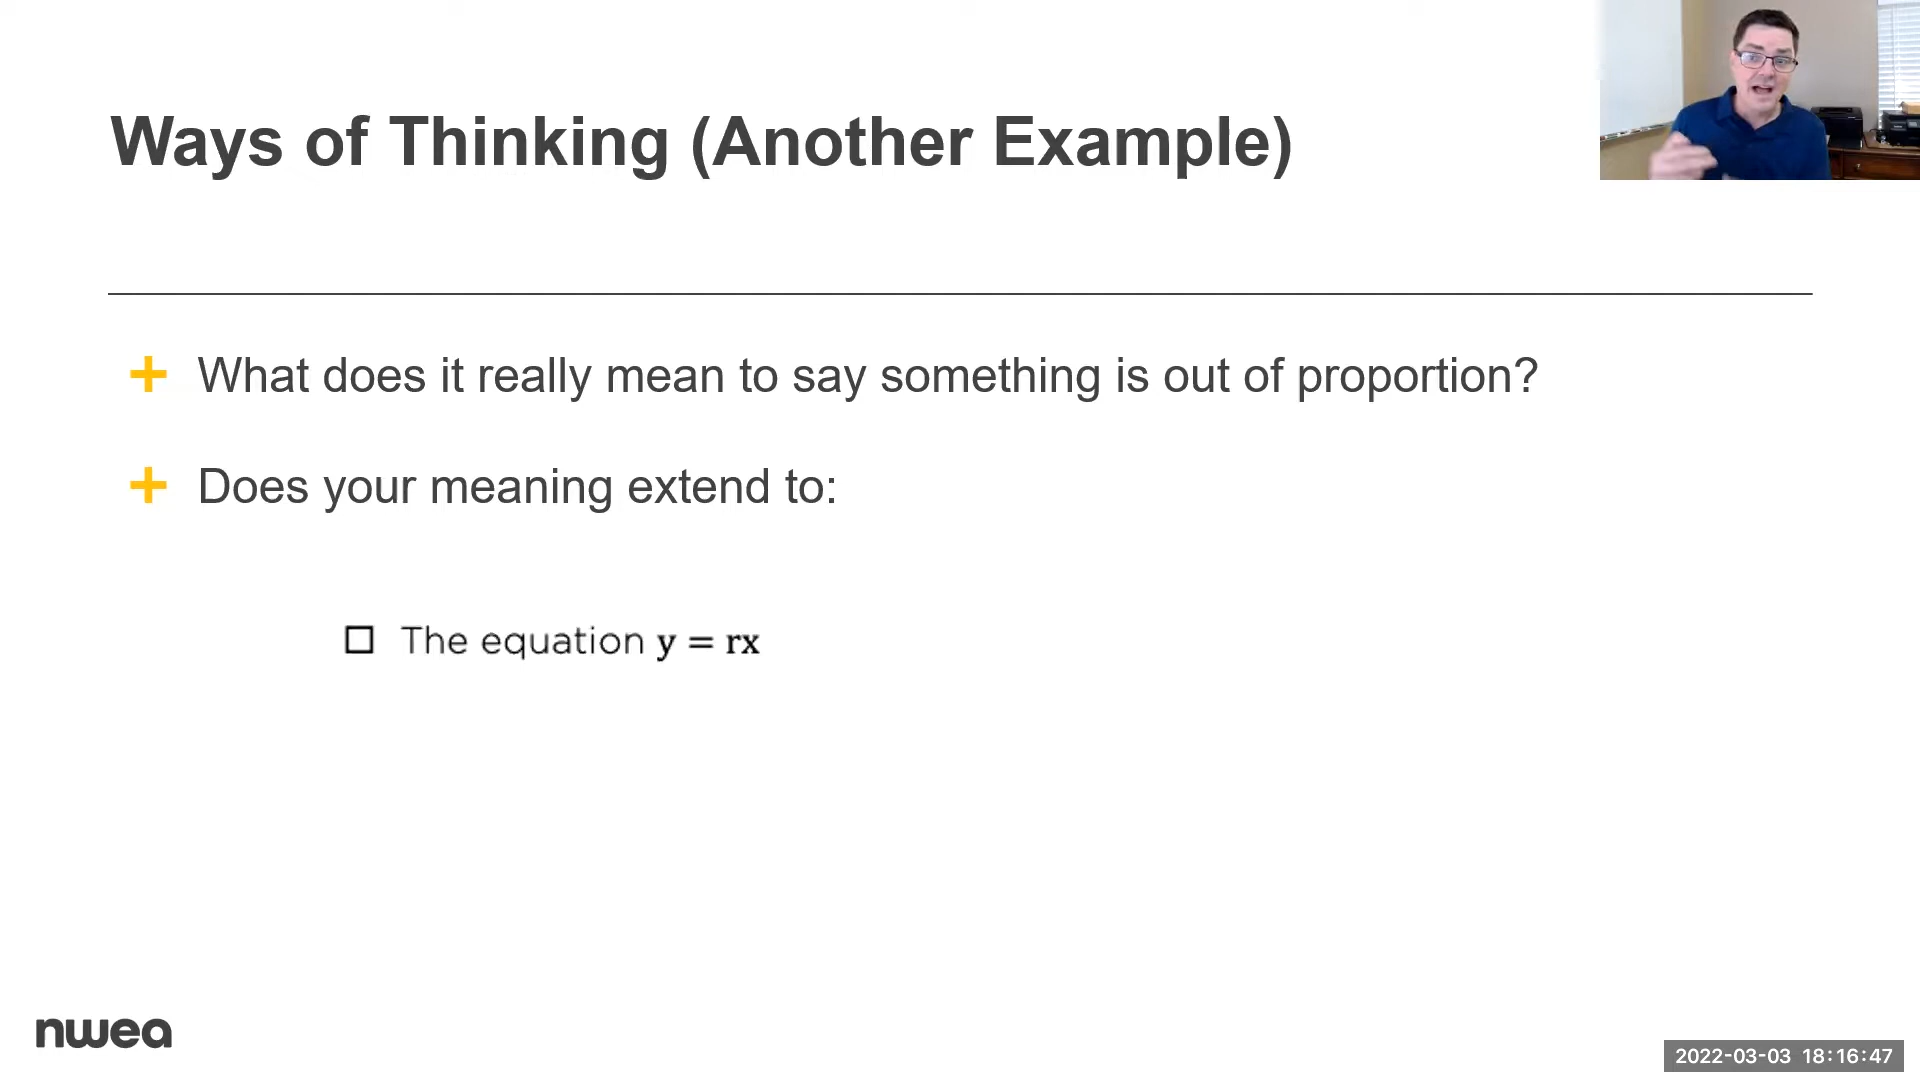 Ways of Thinking (Another Example)
What does it really mean to say something is out of proportion?
Does your meaning extend to:
The equation y = rx
nwea
2022-03-03 18:16:47